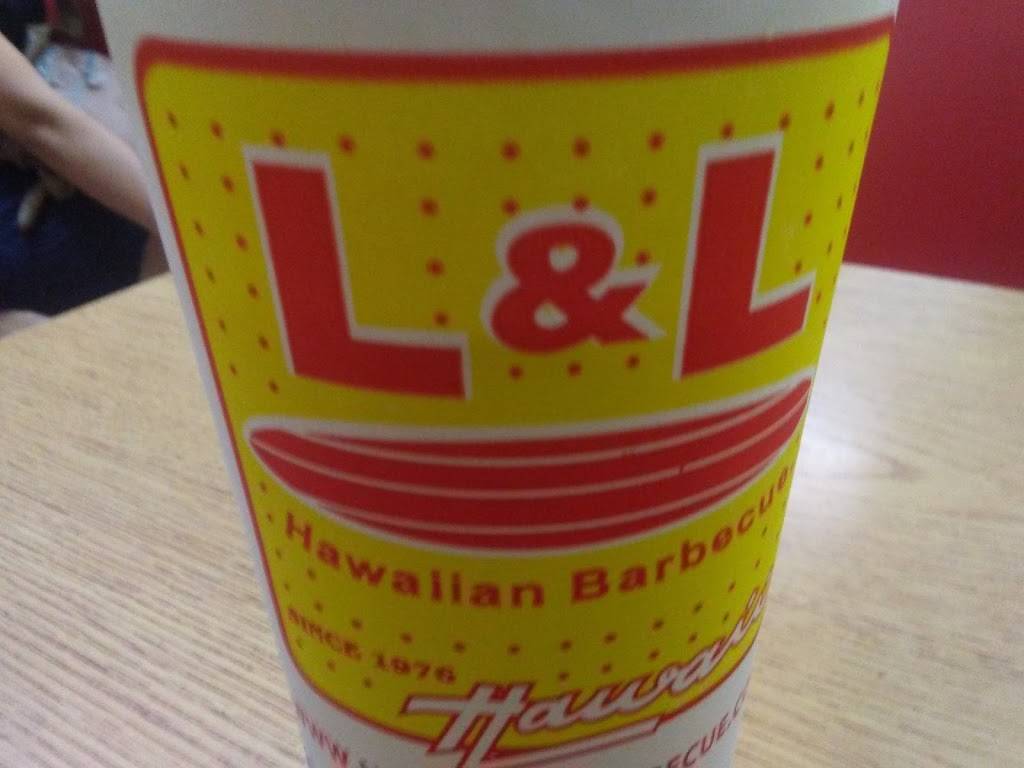 L & L
Hawaiian Barbecue
SINCE 1976